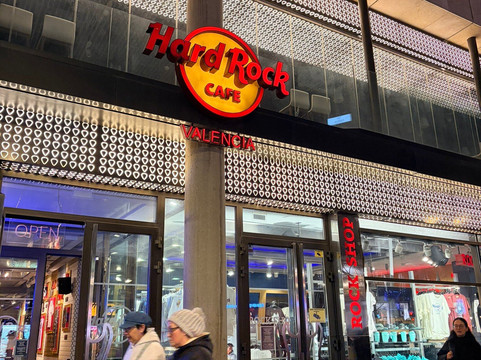 Hard Rock
CAFE
VALENCIA
OPEN
ROCK SHOP